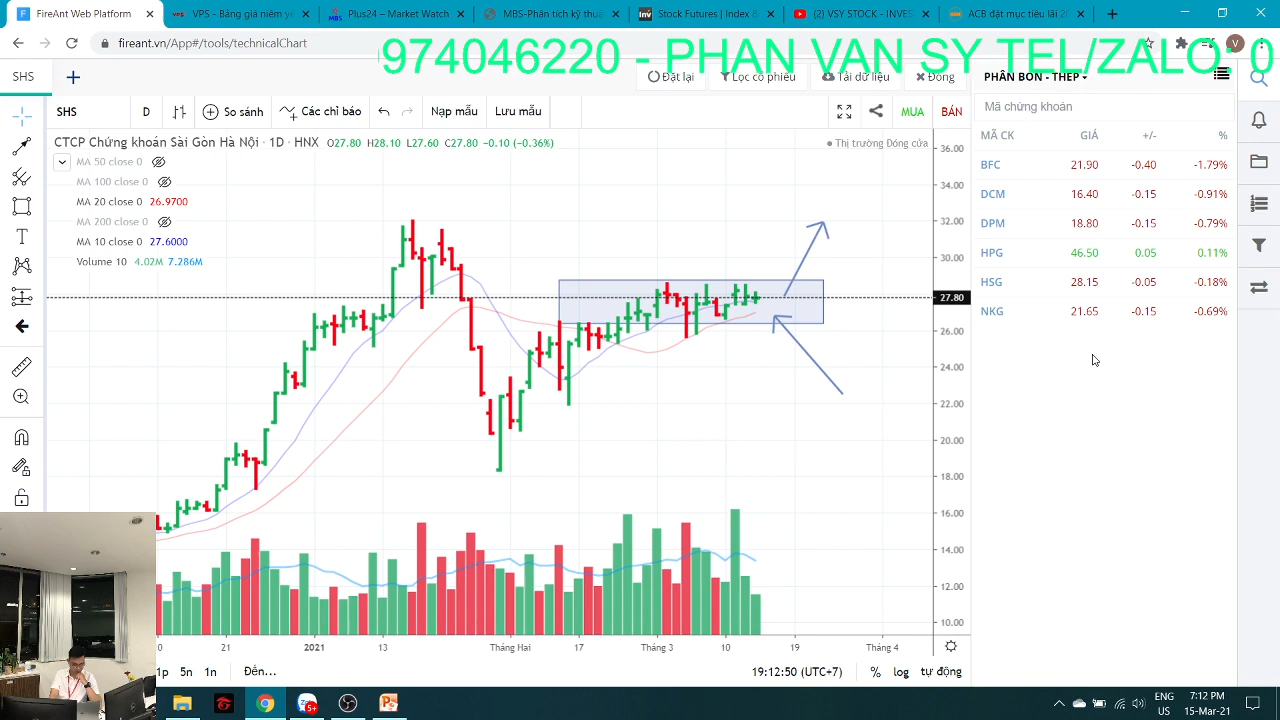 VPS - Bảng giá niêm yế
Plus24 – Market Watch
MBS-Phân tích kỹ thuậ
Stock Futures | Index &
(2) VSY STOCK - INVES
ACB đặt mục tiêu lãi 2
fireant.vn/App#/tools/technicalChart
974046220 - PHAN VAN SY TEL/ZALO: 0
SHS
Đặt lại
Lọc cổ phiếu
Tải dữ liệu
Đóng
PHÂN BÓN - THÉP
SHS
D
So sánh
Các chỉ báo
Nạp mẫu
Lưu mẫu
MUA
BÁN
Mã chứng khoán
CTCP Chứng khoán Sài Gòn Hà Nội · 1D · HNX O27.80 H28.10 L27.60 C27.80 −0.10 (−0.36%)
Thị trường Đóng cửa
MA 50 close 0
MA 100 close 0
MA 20 close 0 26.9700
MA 200 close 0
MA 10 close 0 27.6000
Volume 10 4.02M 7.286M
36.00
34.00
32.00
30.00
27.80
26.00
24.00
22.00
20.00
18.00
16.00
14.00
12.00
10.00
MÃ CK GIÁ +/- %
BFC 21.90 -0.40 -1.79%
DCM 16.40 -0.15 -0.91%
DPM 18.80 -0.15 -0.79%
HPG 46.50 0.05 0.11%
HSG 28.15 -0.05 -0.18%
NKG 21.65 -0.15 -0.69%
0 21 2021 13 Tháng Hai 17 Tháng 3 10 19 Tháng 4
1p 5n 1n Đến...
19:12:50 (UTC+7) % log tự động
5+
ENG
US
7:12 PM
15-Mar-21